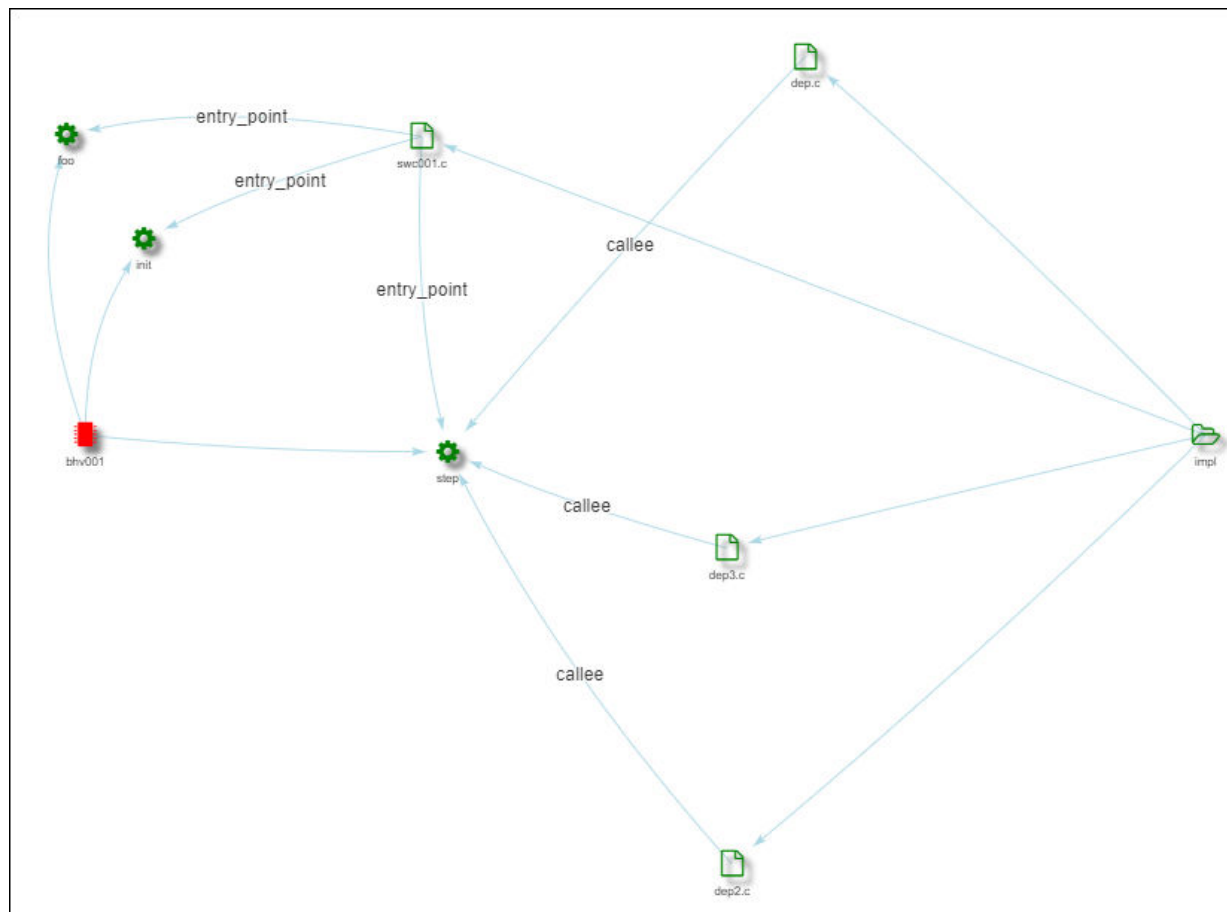 dep.c
entry_point
foo
swc001.c
entry_point
callee
init
entry_point
bhv001
impl
step
callee
dep3.c
callee
dep2.c